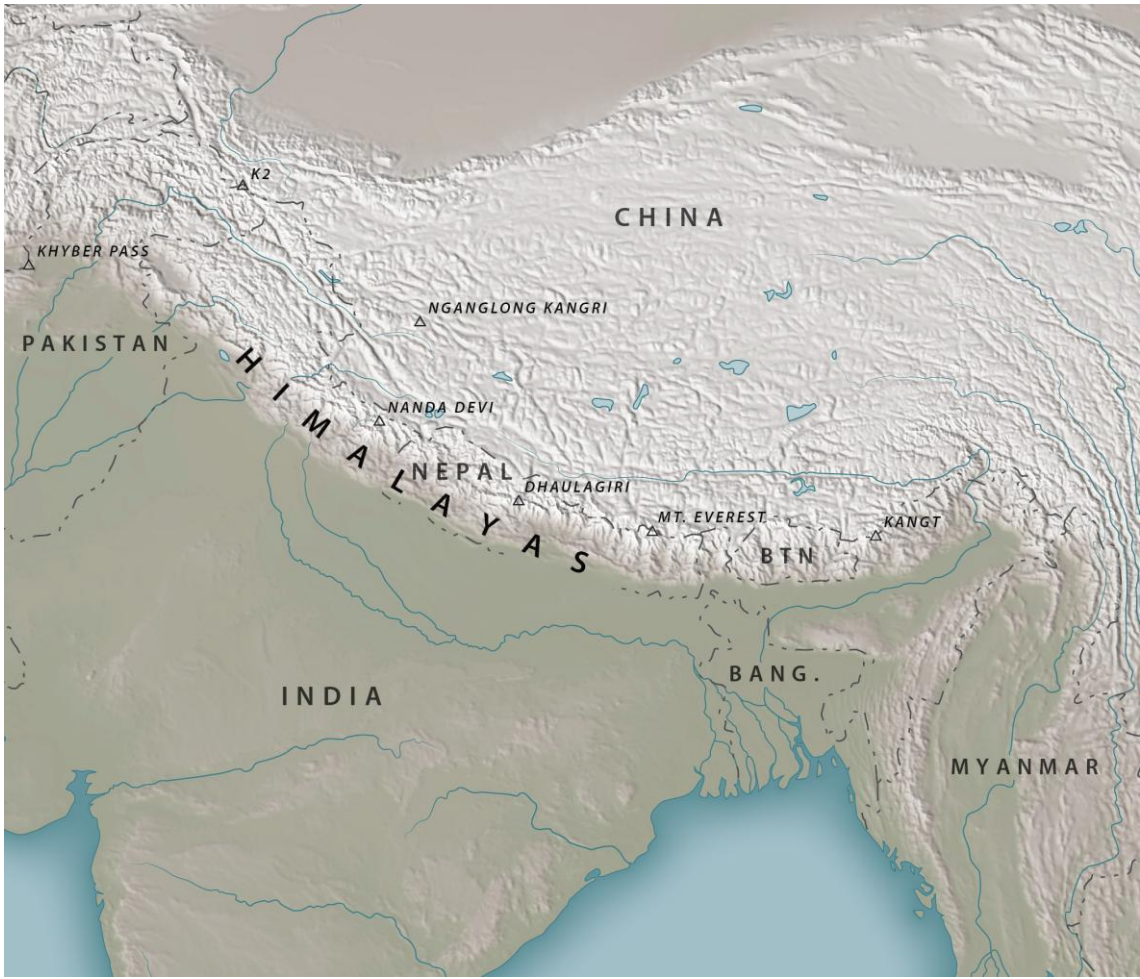 K2
CHINA
KHYBER PASS
NGANGLONG KANGRI
PAKISTAN
HIMALAYAS
NANDA DEVI
NEPAL
DHAULAGIRI
MT. EVEREST
KANGT
BTN
BANG.
INDIA
MYANMAR